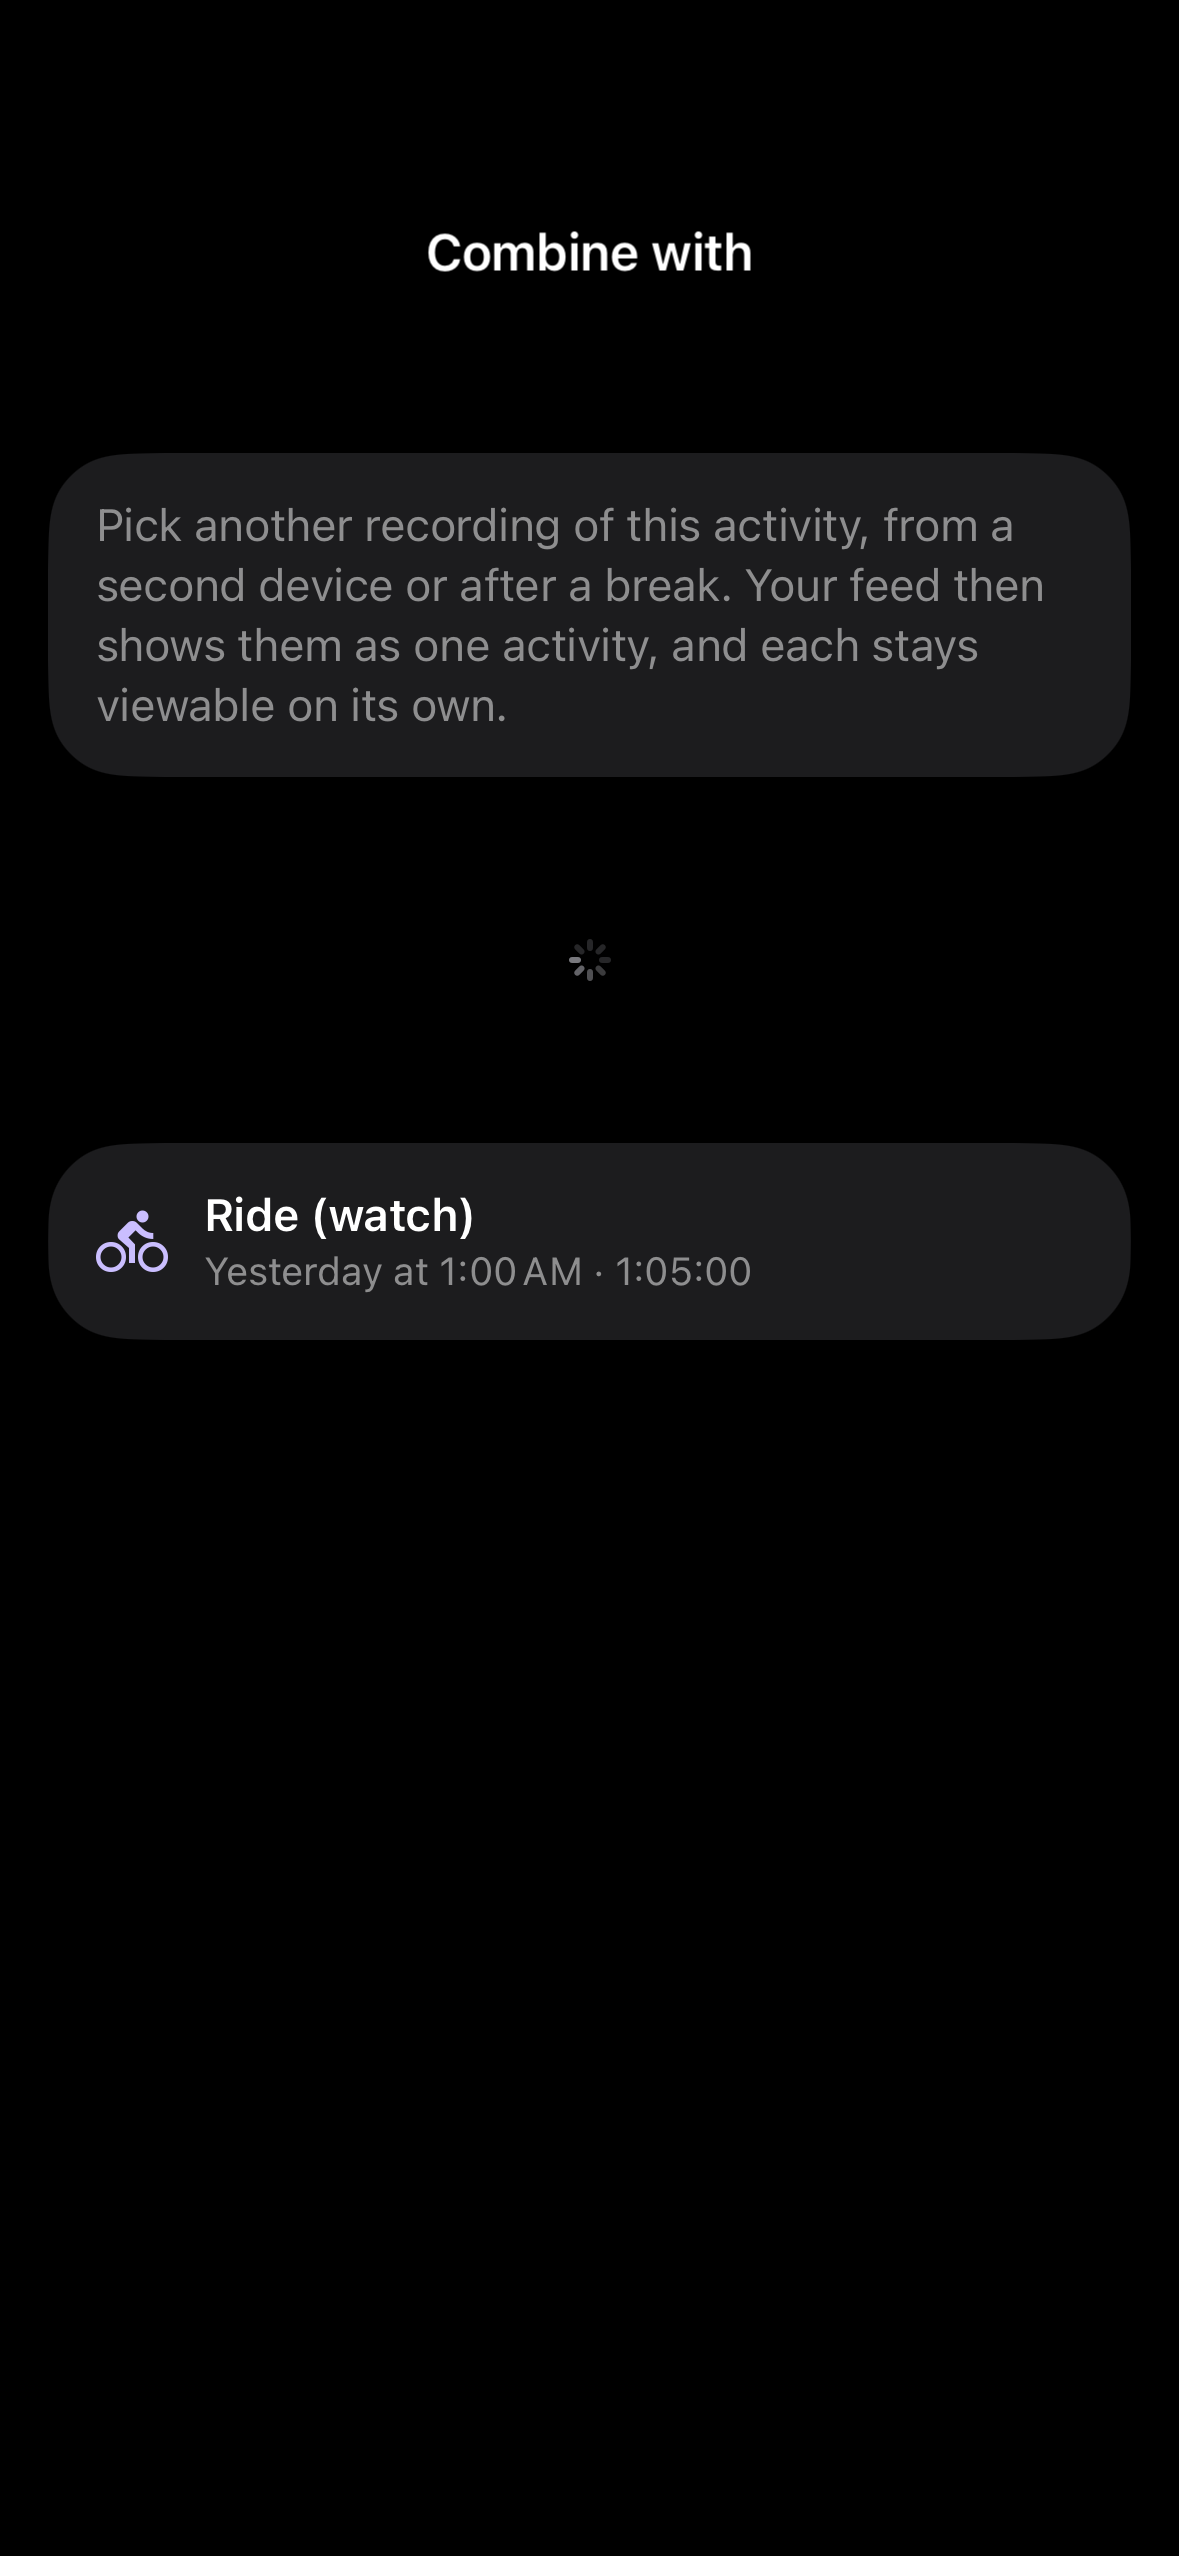 Combine with
Pick another recording of this activity, from a
second device or after a break. Your feed then
shows them as one activity, and each stays
viewable on its own.
Ride (watch)
Yesterday at 1:00 AM · 1:05:00